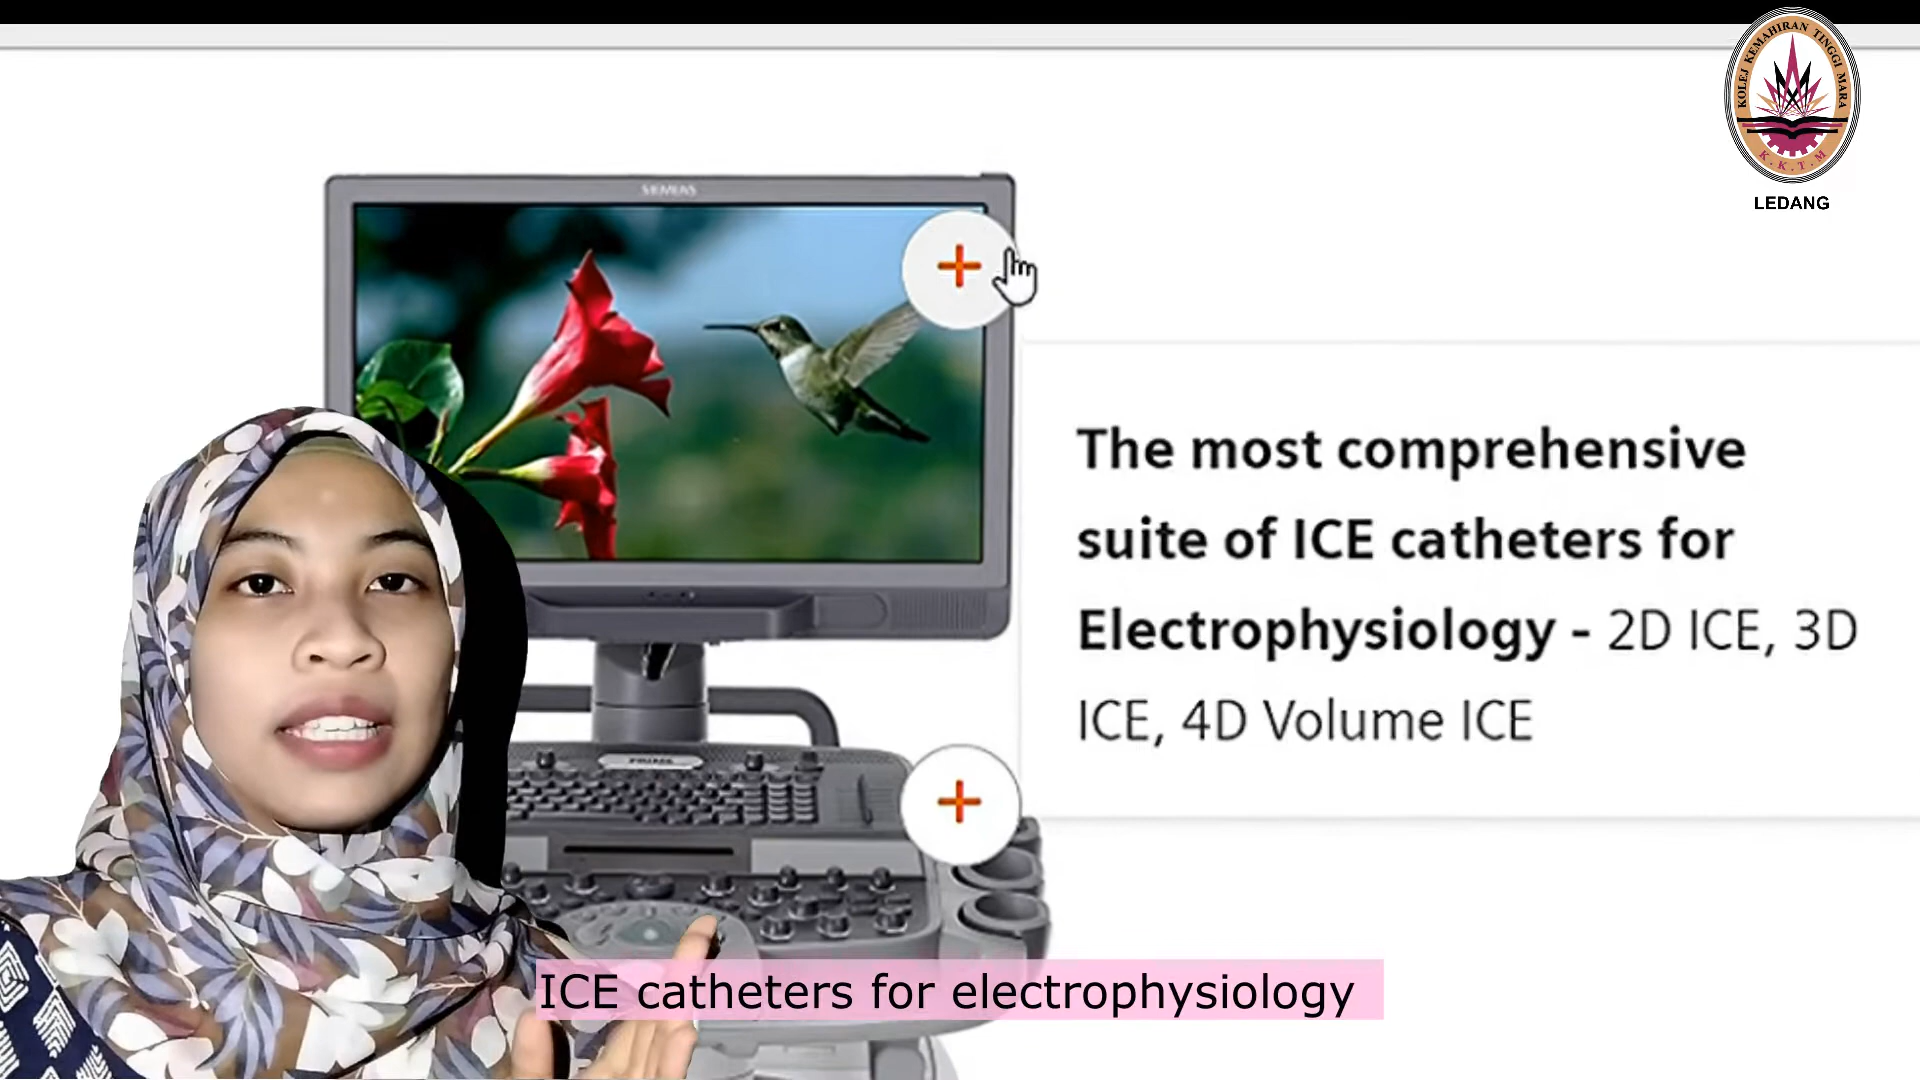 KOLEJ KEMAHIRAN TINGGI MARA
K.K.T.M
LEDANG
SIEMENS
The most comprehensive
suite of ICE catheters for
Electrophysiology - 2D ICE, 3D
ICE, 4D Volume ICE
PRIME
ICE catheters for electrophysiology